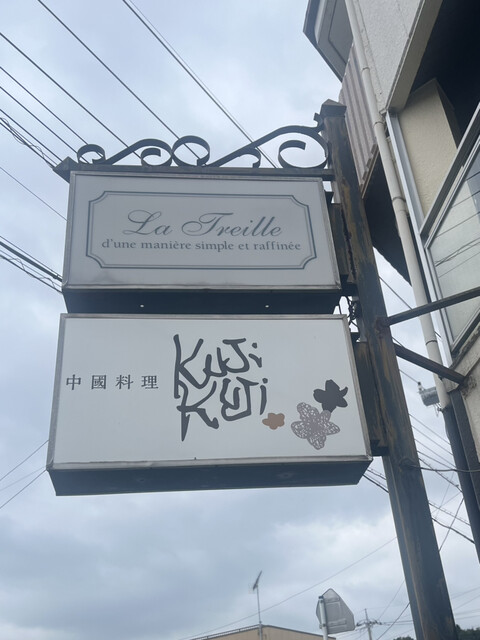 La Treille
d'une manière simple et raffinée
中國料理
KuJi
KuJi